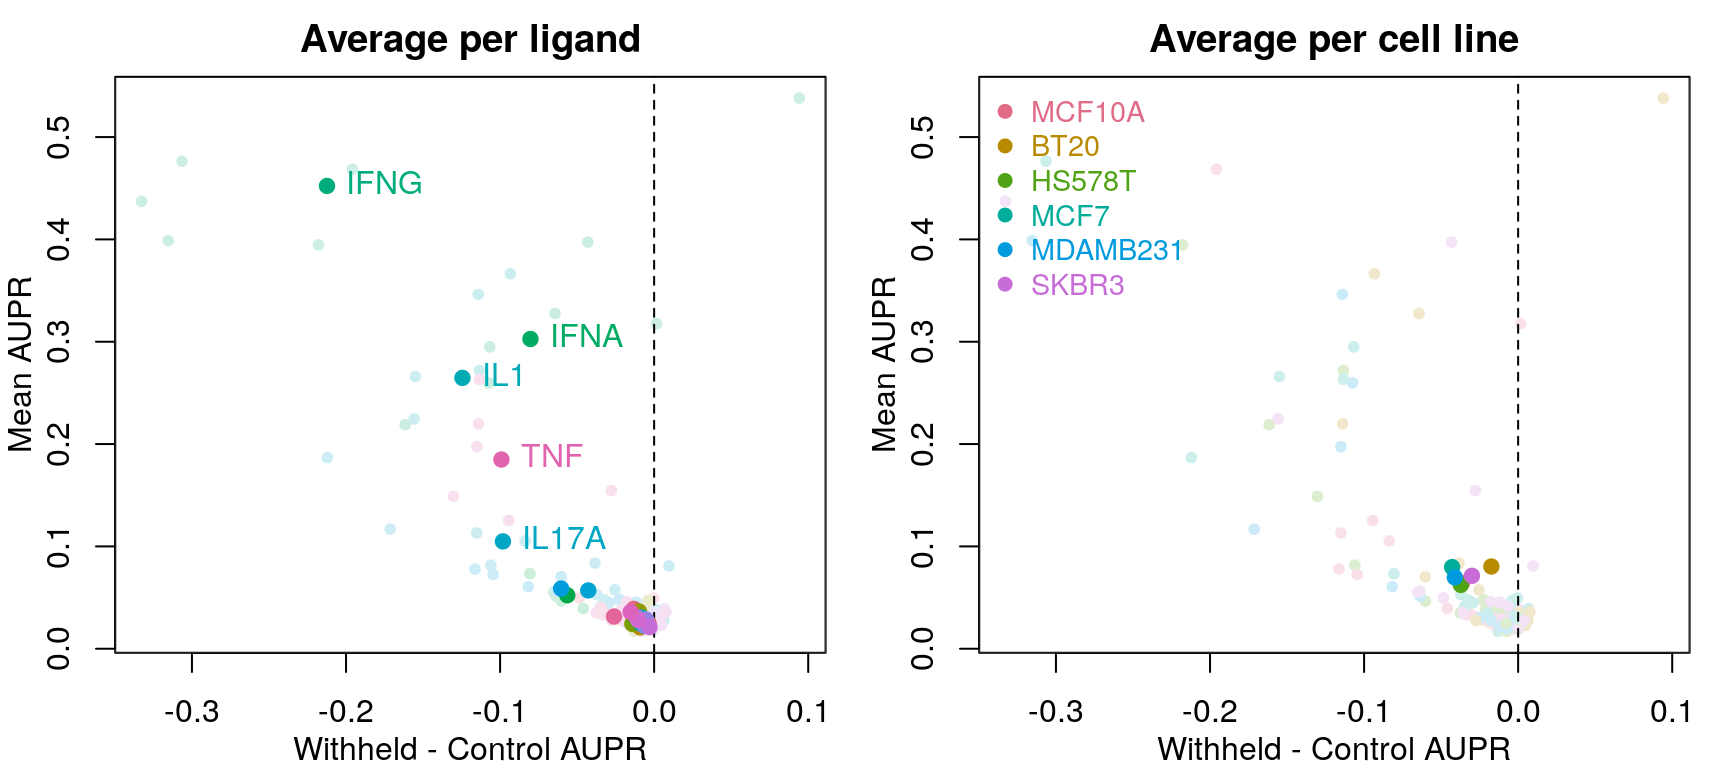 Average per ligand
Mean AUPR
0.5
0.4
0.3
0.2
0.1
0.0
IFNG
IFNA
IL1
TNF
IL17A
-0.3 -0.2 -0.1 0.0 0.1
Withheld - Control AUPR
Average per cell line
Mean AUPR
0.5
0.4
0.3
0.2
0.1
0.0
MCF10A
BT20
HS578T
MCF7
MDAMB231
SKBR3
-0.3 -0.2 -0.1 0.0 0.1
Withheld - Control AUPR